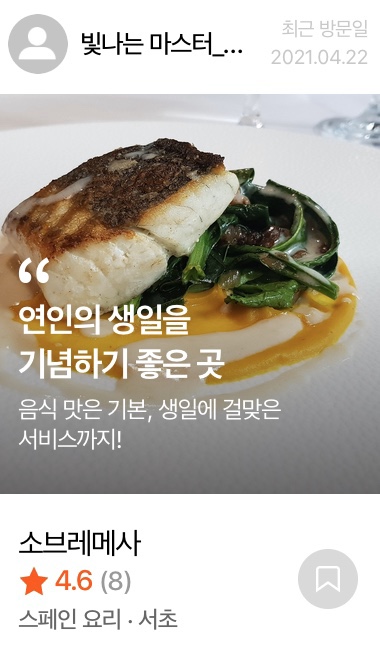 빛나는 마스터_...
최근 방문일
2021.04.22
“
연인의 생일을
기념하기 좋은 곳
음식 맛은 기본, 생일에 걸맞은
서비스까지!
소브레메사
4.6 (8)
스페인 요리 · 서초